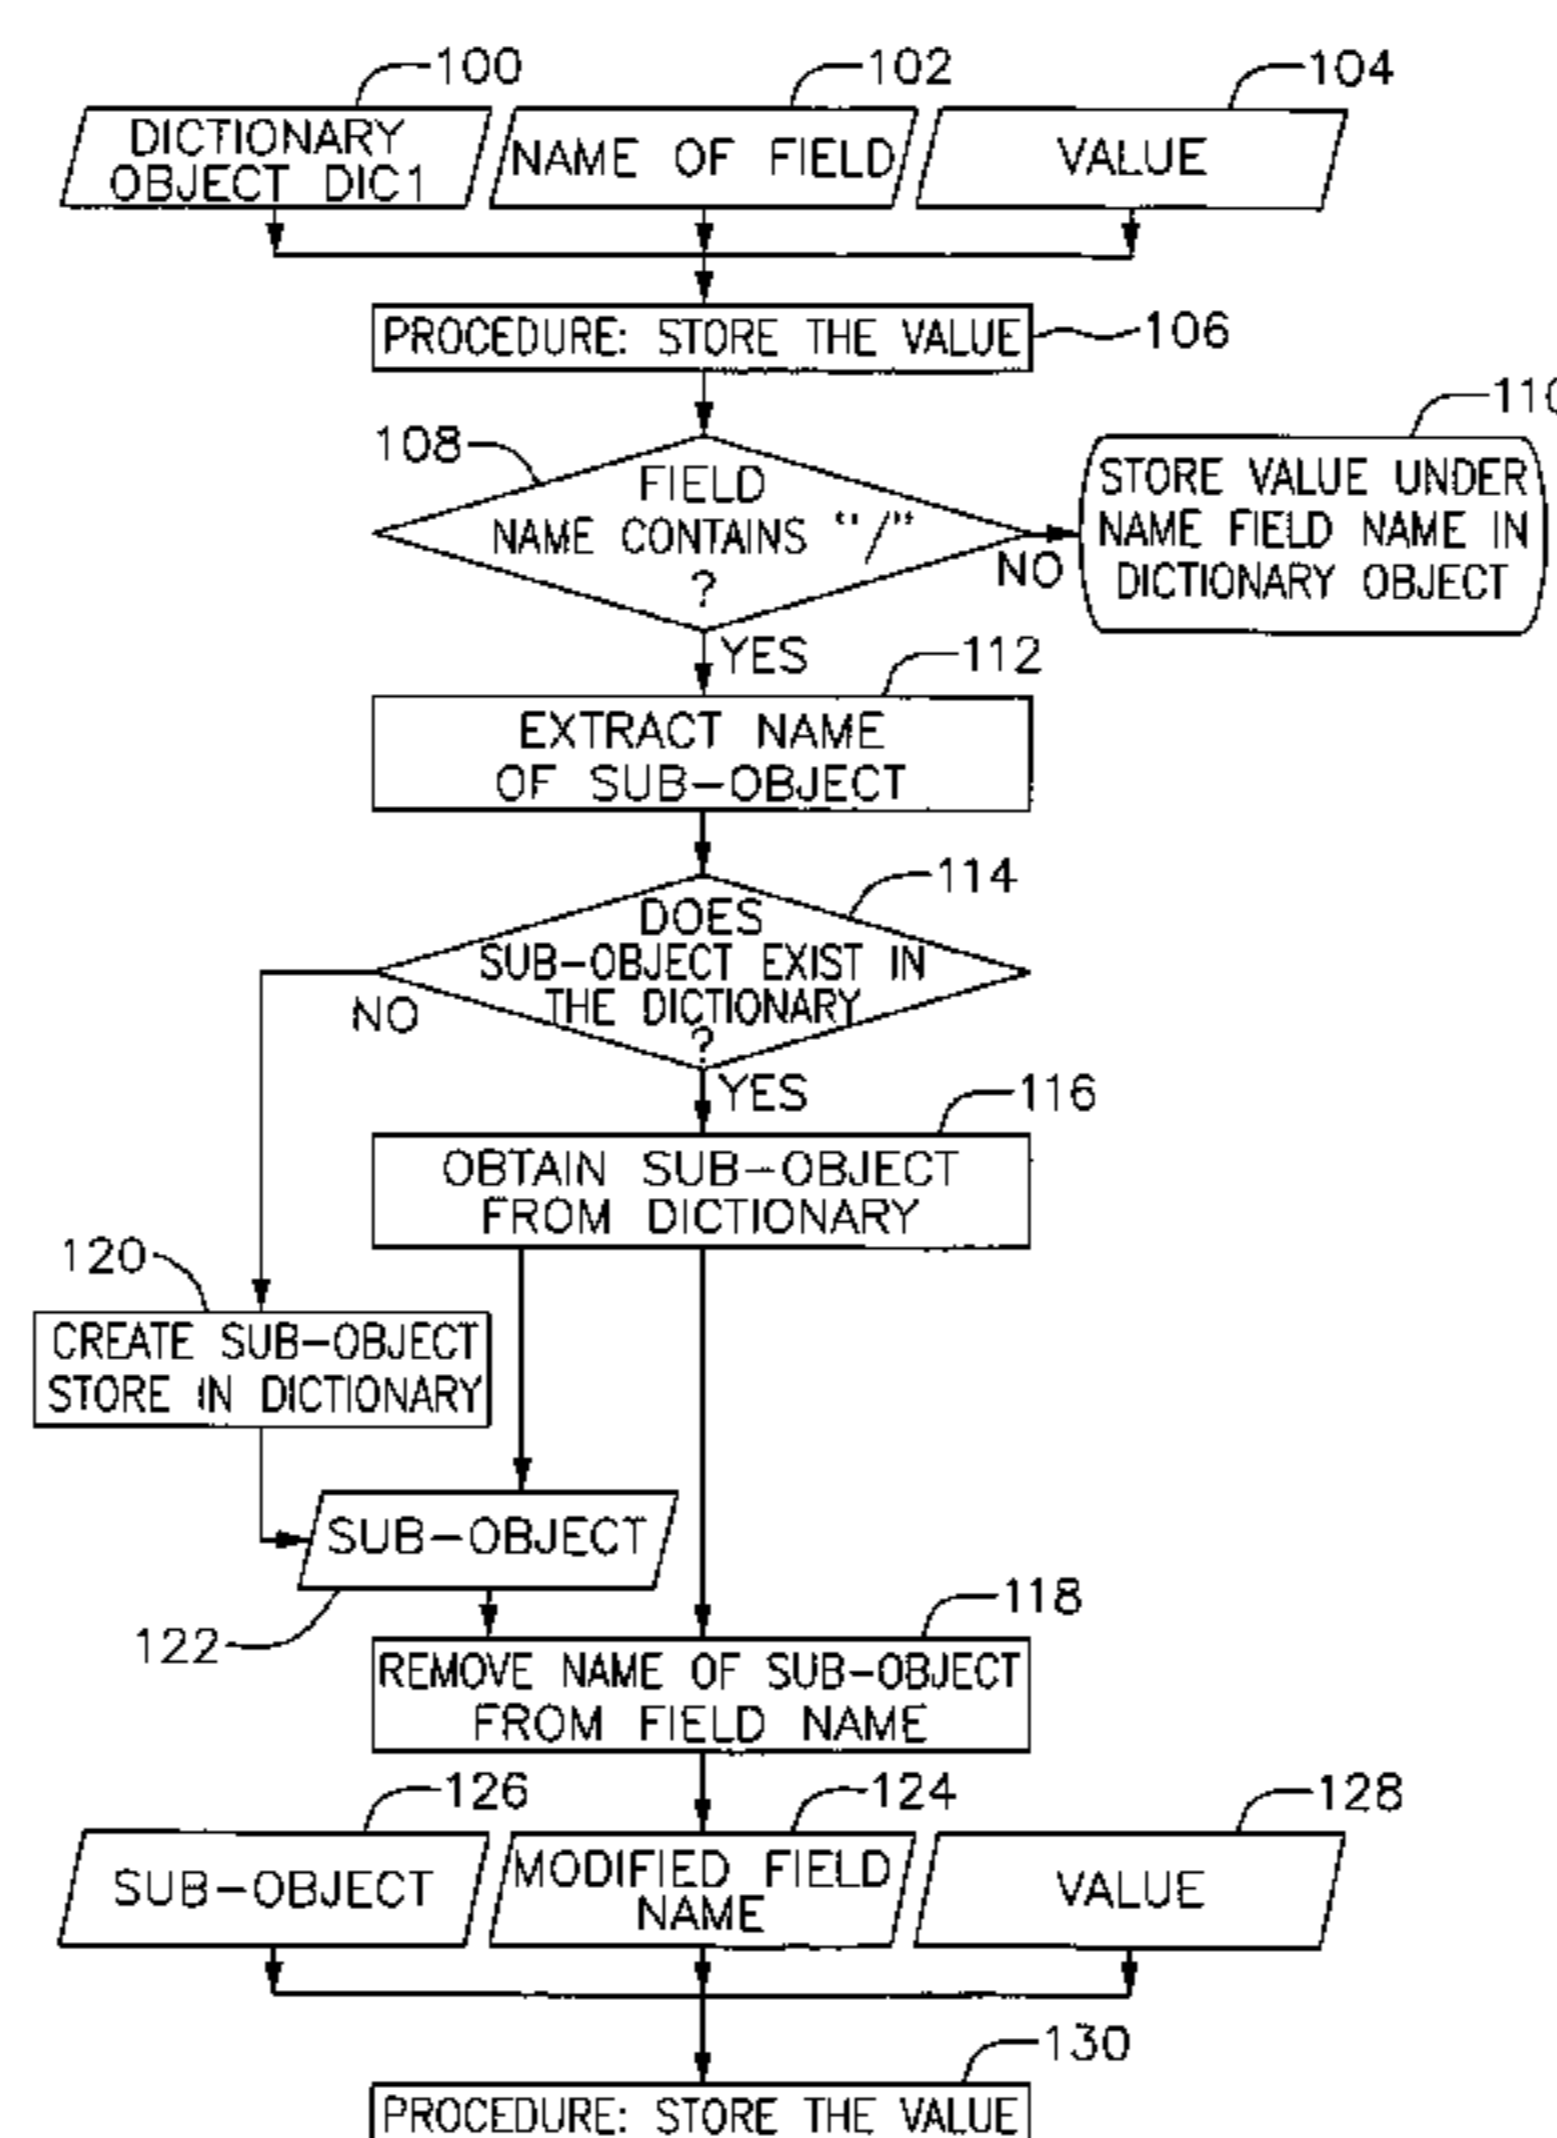 100
102
104
DICTIONARY
OBJECT DIC1
NAME OF FIELD
VALUE
PROCEDURE: STORE THE VALUE
106
108
FIELD
NAME CONTAINS “/”
?
NO
110
STORE VALUE UNDER
NAME FIELD NAME IN
DICTIONARY OBJECT
YES
112
EXTRACT NAME
OF SUB-OBJECT
114
DOES
SUB-OBJECT EXIST IN
THE DICTIONARY
?
NO
YES
116
OBTAIN SUB-OBJECT
FROM DICTIONARY
120
CREATE SUB-OBJECT
STORE IN DICTIONARY
SUB-OBJECT
122
118
REMOVE NAME OF SUB-OBJECT
FROM FIELD NAME
126
124
128
SUB-OBJECT
MODIFIED FIELD
NAME
VALUE
130
PROCEDURE: STORE THE VALUE